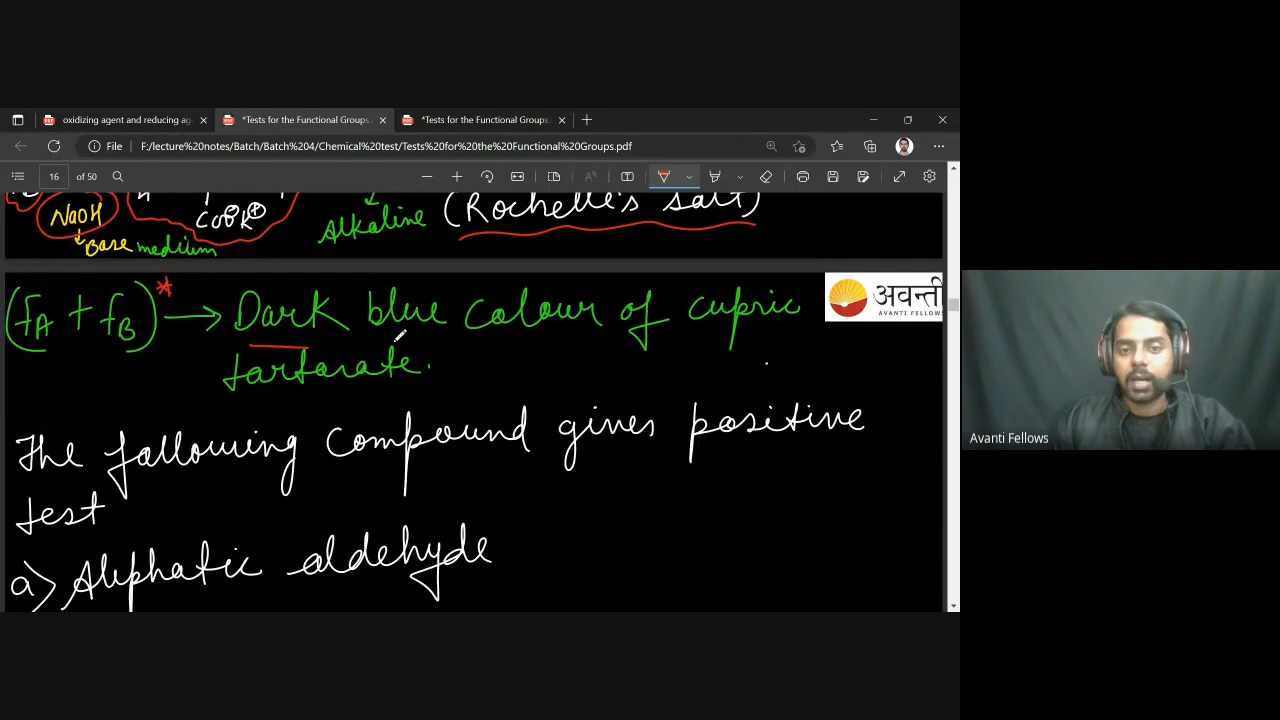 oxidizing agent and reducing ag
*Tests for the Functional Groups.
*Tests for the Functional Groups.
File
F:/lecture%20notes/Batch/Batch%204/Chemical%20test/Tests%20for%20the%20Functional%20Groups.pdf
16 of 50
NaOH
Base medium
COO⊖K⊕
Alkaline
(Rochelle's salt)
(fA + fB)* → Dark blue colour of cupric
tartarate.
अवन्ती
AVANTI FELLOWS
The following compound gives positive
test
a) Aliphatic aldehyde
Avanti Fellows